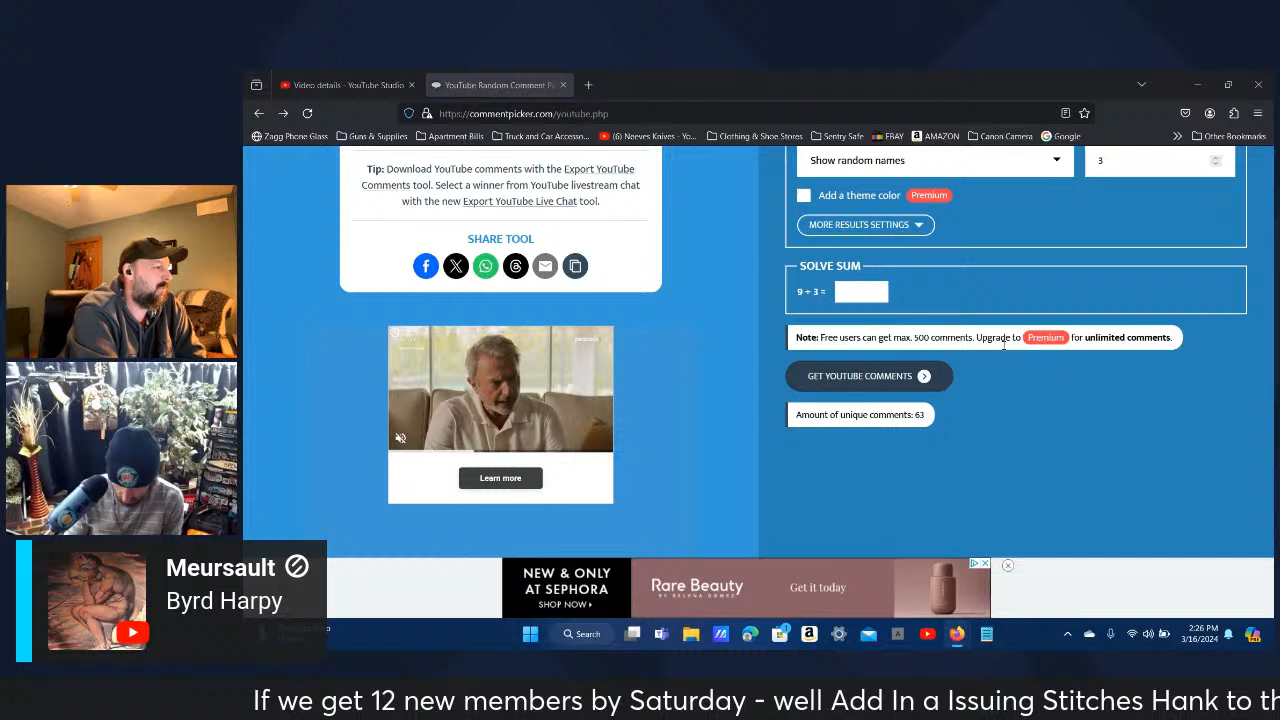 Video details - YouTube Studio
YouTube Random Comment P
https://commentpicker.com/youtube.php
Zagg Phone Glass
Guns & Supplies
Apartment Bills
Truck and Car Accesso...
(6) Neeves Knives - Yo...
Clothing & Shoe Stores
Sentry Safe
EBAY
AMAZON
Canon Camera
Google
Other Bookmarks
Tip: Download YouTube comments with the Export YouTube
Comments tool. Select a winner from YouTube livestream chat
with the new Export YouTube Live Chat tool.
SHARE TOOL
peacock
Learn more
Show random names
3
Add a theme color Premium
MORE RESULTS SETTINGS
SOLVE SUM
9 ÷ 3 =
Note: Free users can get max. 500 comments. Upgrade to Premium for unlimited comments.
GET YOUTUBE COMMENTS
Amount of unique comments: 63
NEW & ONLY
AT SEPHORA
SHOP NOW
Rare Beauty
BY SELENA GOMEZ
Get it today
Meursault
Byrd Harpy
Search
2:26 PM
3/16/2024
If we get 12 new members by Saturday - well Add In a Issuing Stitches Hank to th